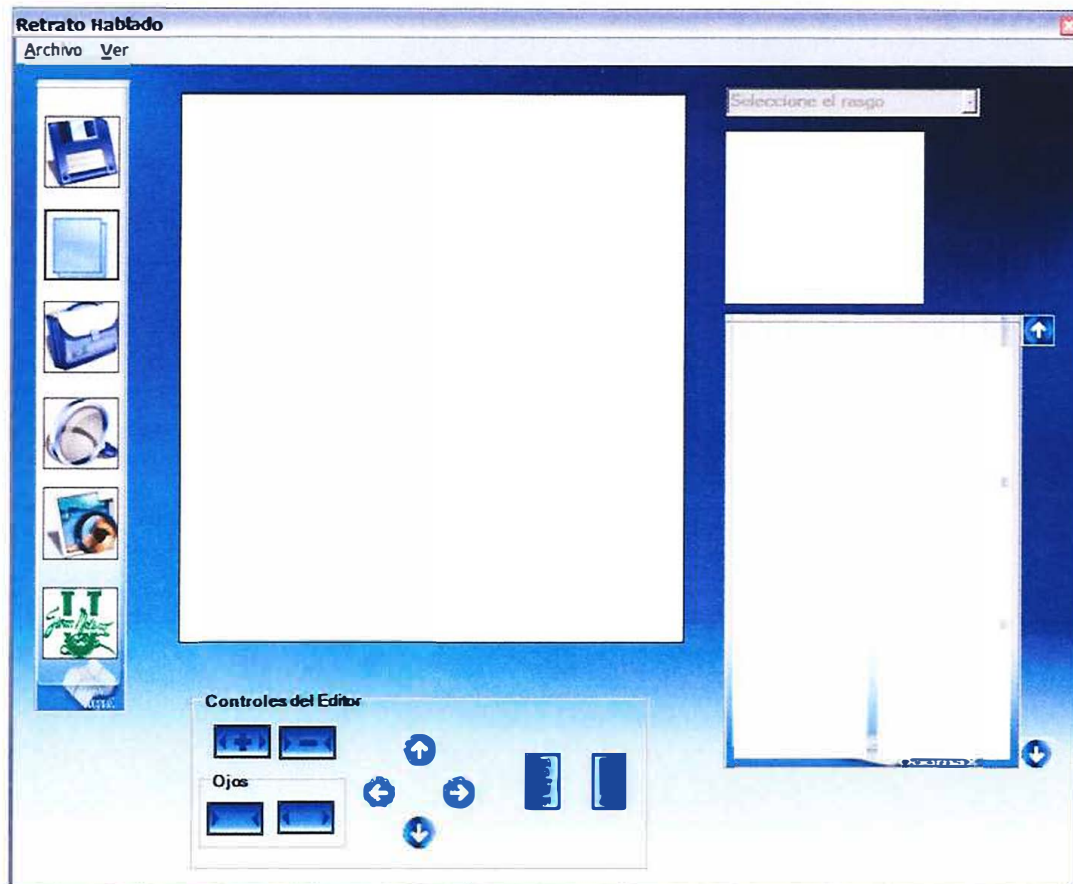 Retrato Hablado
Archivo Ver
Seleccione el rasgo
Controles del Editor
Ojos